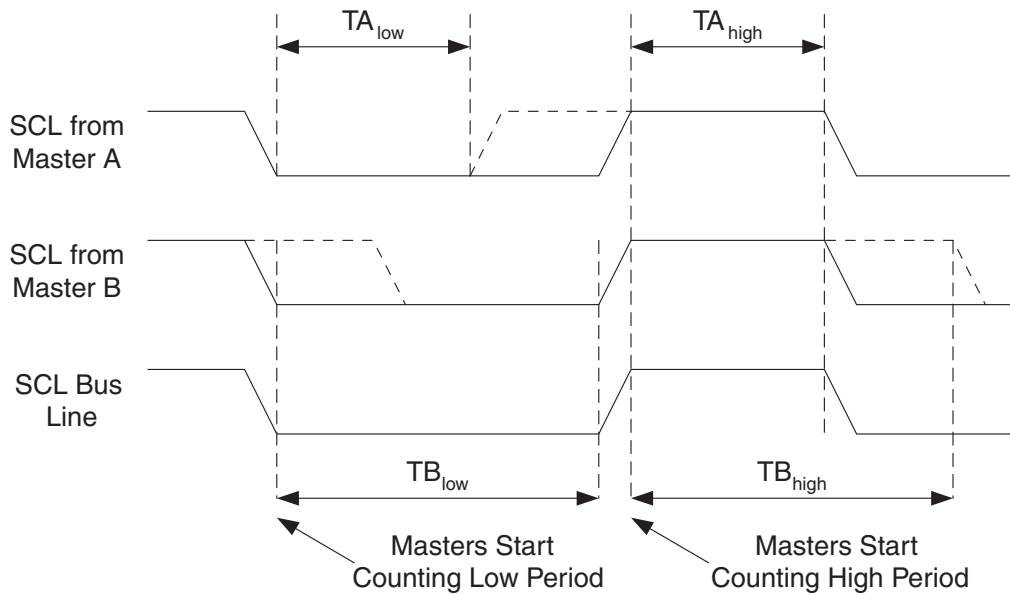 TA low
TA high
SCL from
Master A
SCL from
Master B
SCL Bus
Line
TB low
TB high
Masters Start
Counting Low Period
Masters Start
Counting High Period